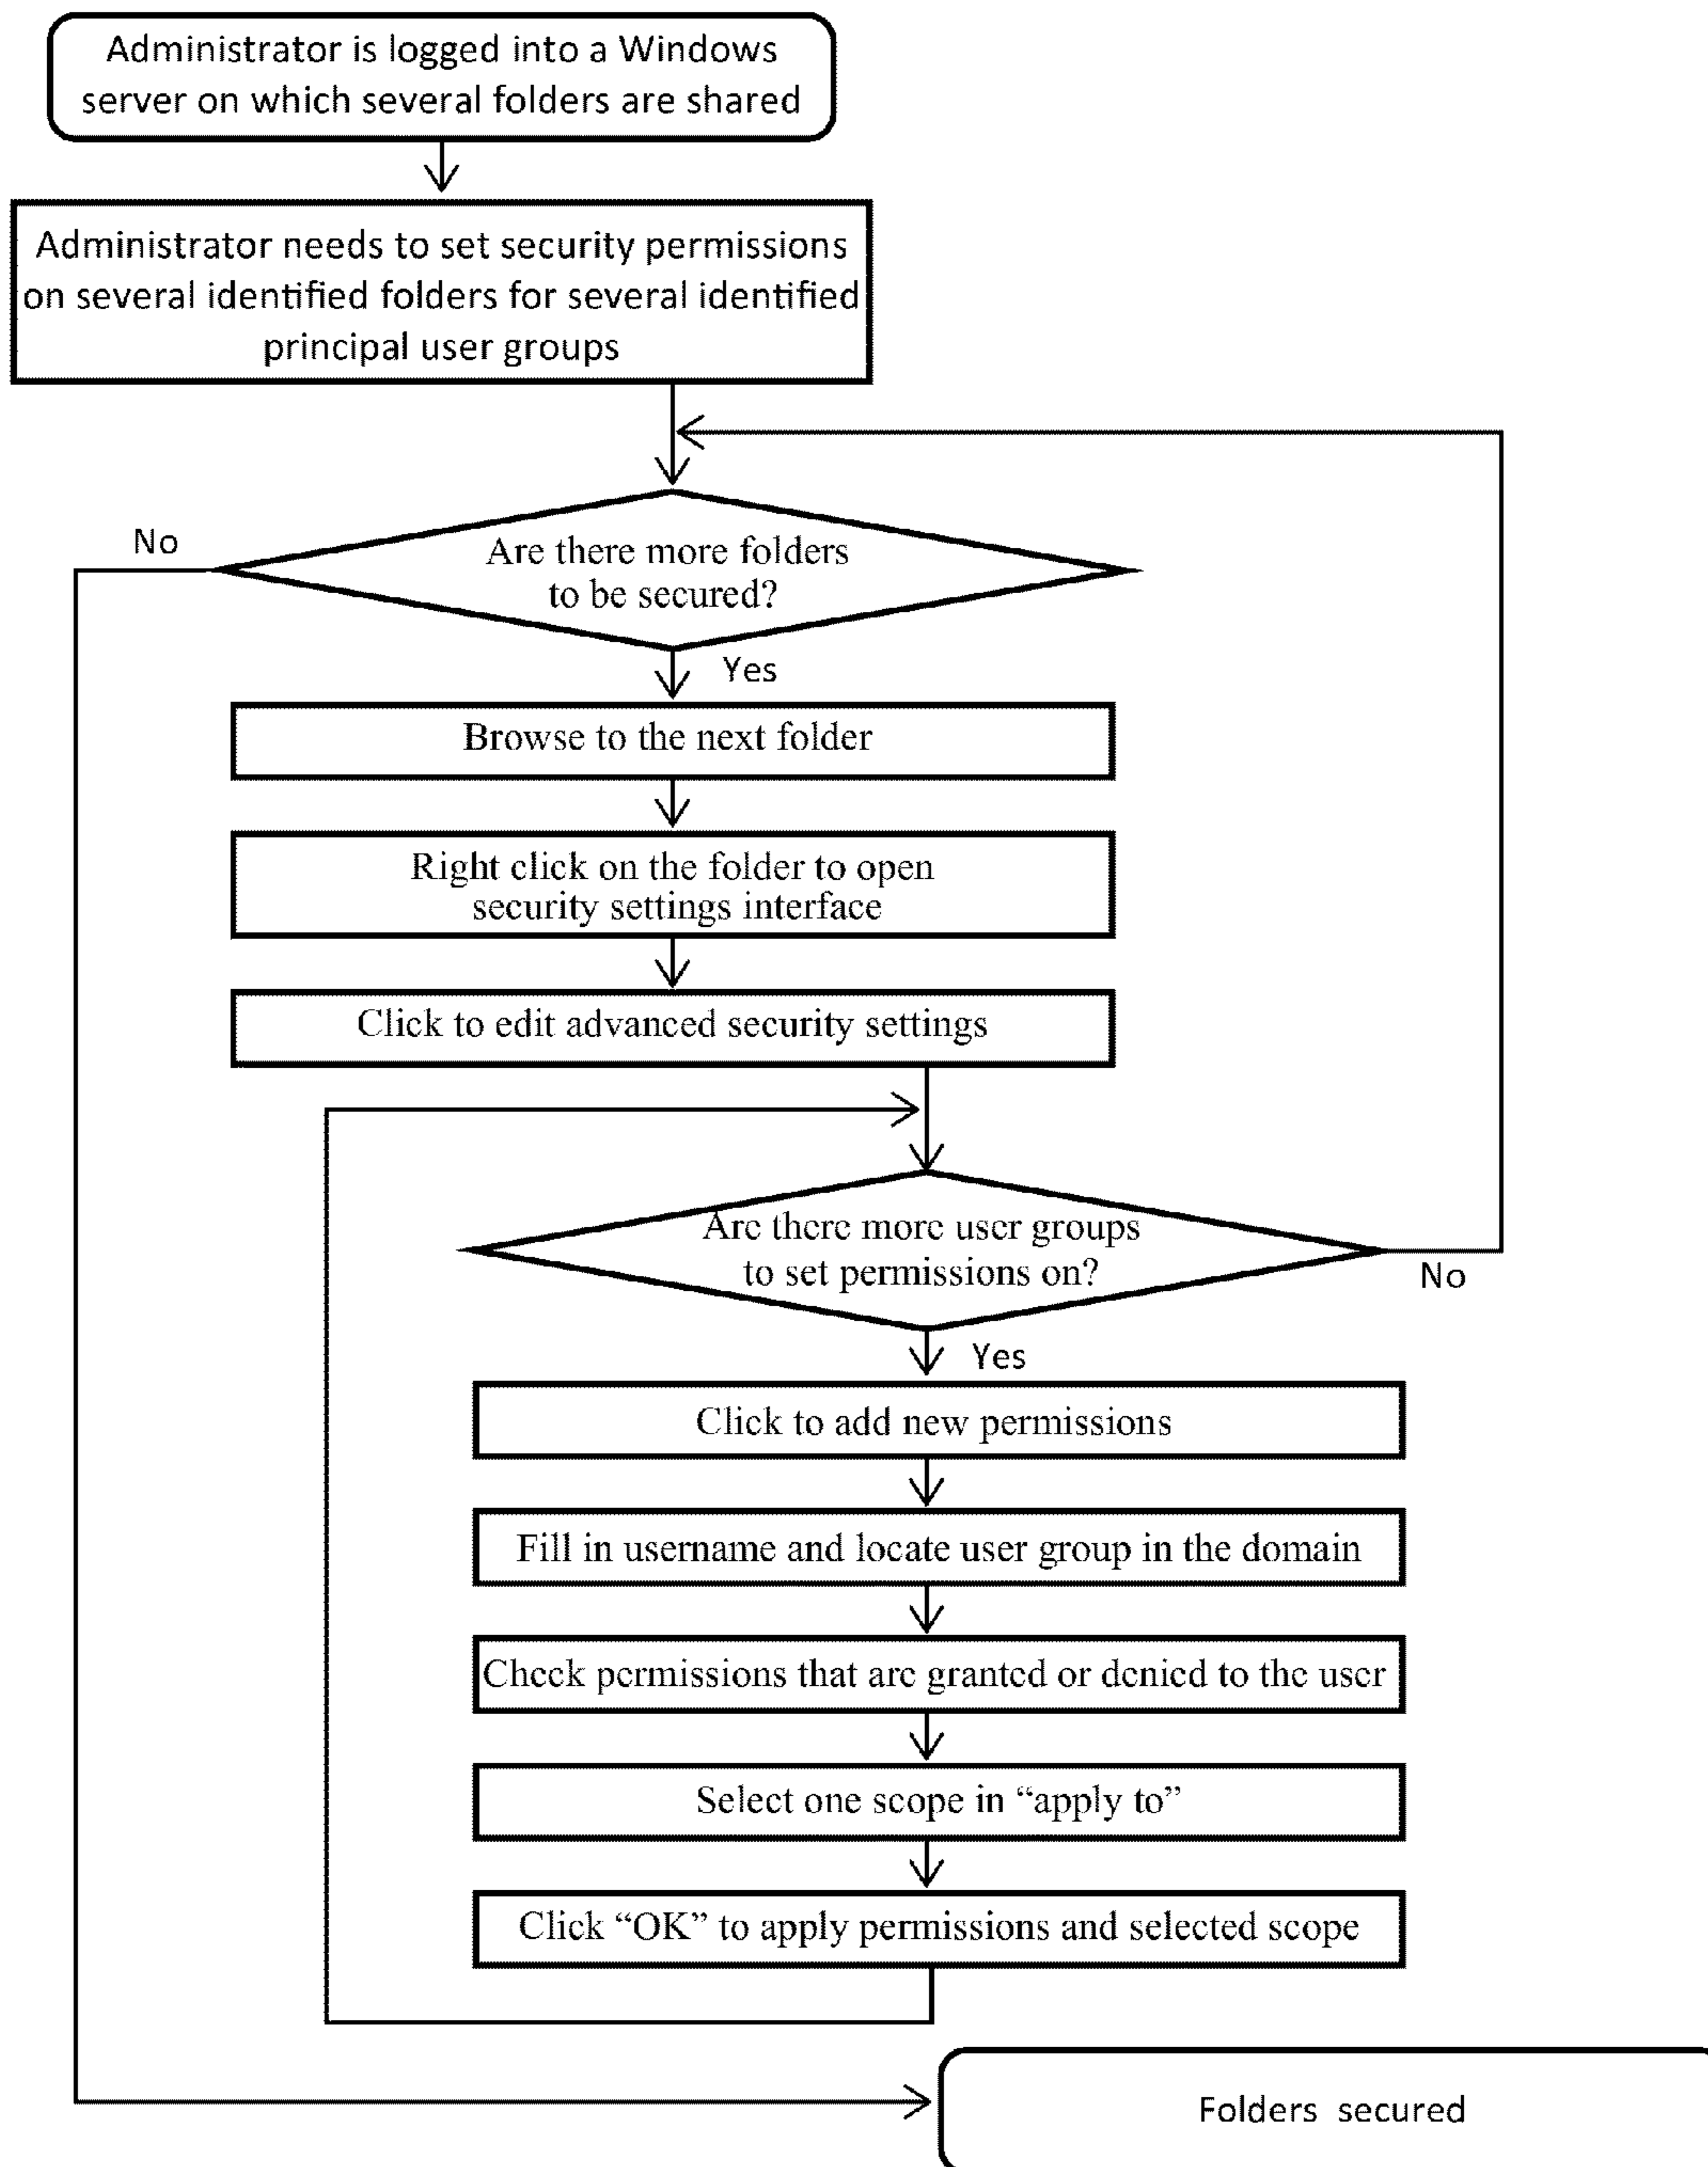 Administrator is logged into a Windows
server on which several folders are shared
Administrator needs to set security permissions
on several identified folders for several identified
principal user groups
No
Are there more folders
to be secured?
Yes
Browse to the next folder
Right click on the folder to open
security settings interface
Click to edit advanced security settings
Are there more user groups
to set permissions on?
No
Yes
Click to add new permissions
Fill in username and locate user group in the domain
Check permissions that are granted or denied to the user
Select one scope in “apply to”
Click “OK” to apply permissions and selected scope
Folders secured